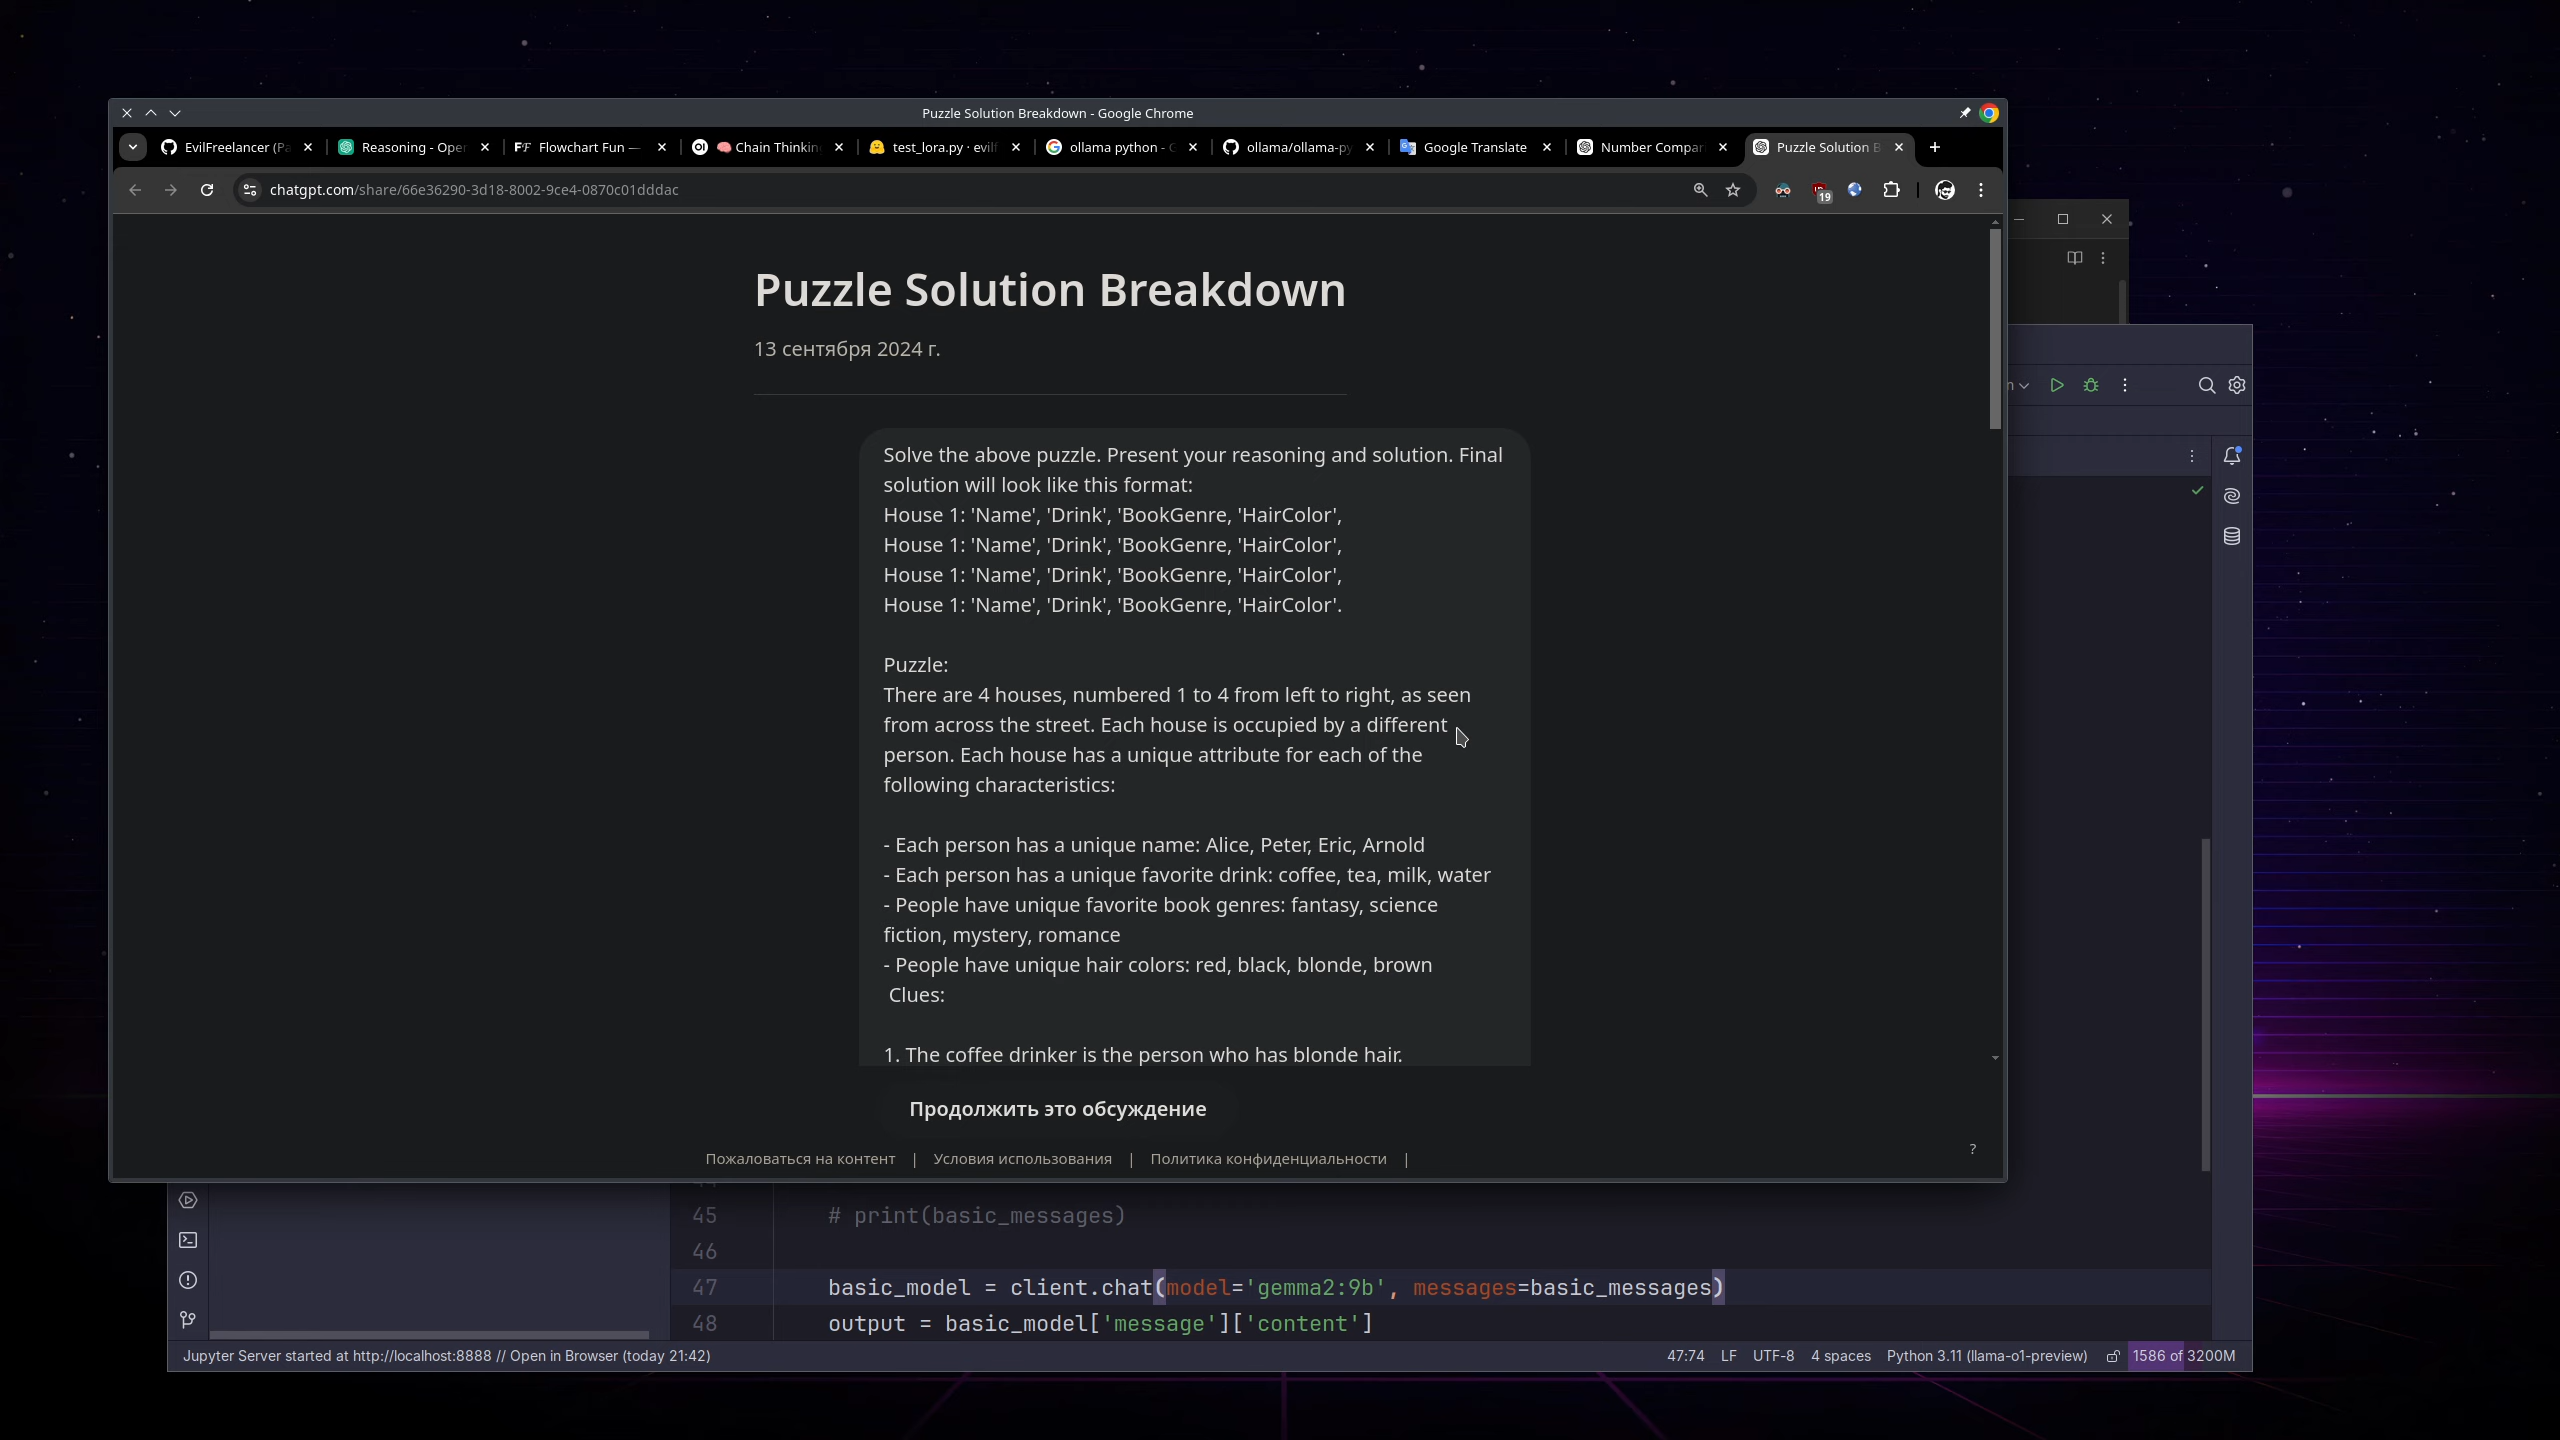 Puzzle Solution Breakdown - Google Chrome
EvilFreelancer (Pa
Reasoning - Oper
Flowchart Fun —
Chain Thinking
test_lora.py · evilf
ollama python - G
ollama/ollama-py
Google Translate
Number Compar
Puzzle Solution B
chatgpt.com/share/66e36290-3d18-8002-9ce4-0870c01dddac
19
Puzzle Solution Breakdown
13 сентября 2024 г.
Solve the above puzzle. Present your reasoning and solution. Final
solution will look like this format:
House 1: 'Name', 'Drink', 'BookGenre, 'HairColor',
House 1: 'Name', 'Drink', 'BookGenre, 'HairColor',
House 1: 'Name', 'Drink', 'BookGenre, 'HairColor',
House 1: 'Name', 'Drink', 'BookGenre, 'HairColor'.
Puzzle:
There are 4 houses, numbered 1 to 4 from left to right, as seen
from across the street. Each house is occupied by a different
person. Each house has a unique attribute for each of the
following characteristics:
- Each person has a unique name: Alice, Peter, Eric, Arnold
- Each person has a unique favorite drink: coffee, tea, milk, water
- People have unique favorite book genres: fantasy, science
fiction, mystery, romance
- People have unique hair colors: red, black, blonde, brown
Clues:
1. The coffee drinker is the person who has blonde hair.
Продолжить это обсуждение
Пожаловаться на контент | Условия использования | Политика конфиденциальности |
?
45 # print(basic_messages)
46
47 basic_model = client.chat(model='gemma2:9b', messages=basic_messages)
48 output = basic_model['message']['content']
Jupyter Server started at http://localhost:8888 // Open in Browser (today 21:42)
47:74 LF UTF-8 4 spaces Python 3.11 (llama-o1-preview) 1586 of 3200M